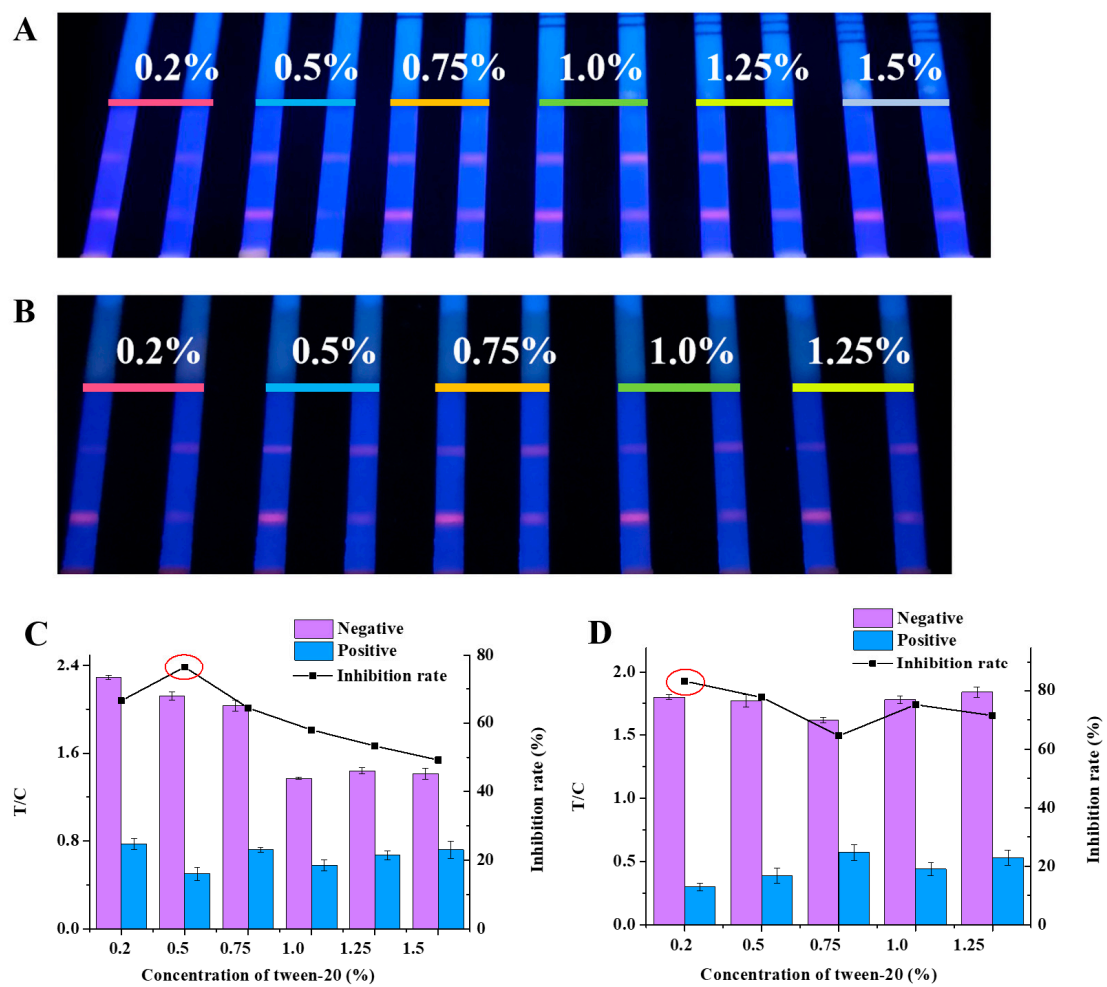 A
0.2% 0.5% 0.75% 1.0% 1.25% 1.5%
B
0.2% 0.5% 0.75% 1.0% 1.25%
C
Negative
Positive
Inhibition rate
2.4
1.6
0.8
0.0
T/C
80
60
40
20
0
Inhibition rate (%)
0.2 0.5 0.75 1.0 1.25 1.5
Concentration of tween-20 (%)
D
Negative
Positive
Inhibition rate
2.0
1.5
1.0
0.5
0.0
T/C
80
60
40
20
0
Inhibition rate (%)
0.2 0.5 0.75 1.0 1.25
Concentration of tween-20 (%)